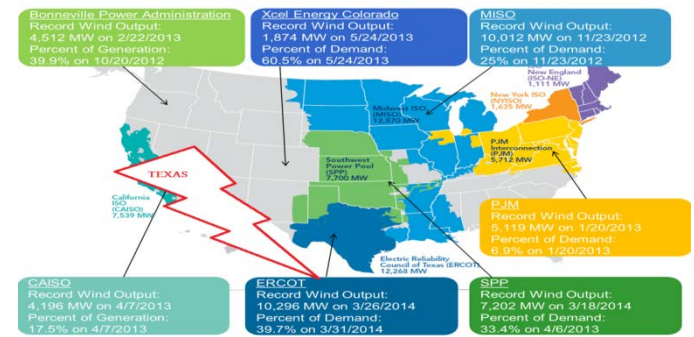 Bonneville Power Administration
Record Wind Output:
4,512 MW on 2/22/2013
Percent of Generation:
39.9% on 10/20/2012
Xcel Energy Colorado
Record Wind Output:
1,874 MW on 5/24/2013
Percent of Demand:
60.5% on 5/24/2013
MISO
Record Wind Output:
10,012 MW on 11/23/2012
Percent of Demand:
25% on 11/23/2012
New England
(ISO-NE)
1,111 MW
New York ISO
(NYISO)
1,635 MW
Midwest ISO
(MISO)
12,870 MW
PJM
Interconnection
(PJM)
5,712 MW
Southwest
Power Pool
(SPP)
7,700 MW
TEXAS
California
ISO
(CAISO)
7,539 MW
PJM
Record Wind Output:
5,119 MW on 1/20/2013
Percent of Demand:
6.9% on 1/20/2013
Electric Reliability
Council of Texas (ERCOT)
12,268 MW
CAISO
Record Wind Output:
4,196 MW on 4/7/2013
Percent of Generation:
17.5% on 4/7/2013
ERCOT
Record Wind Output:
10,296 MW on 3/26/2014
Percent of Demand:
39.7% on 3/31/2014
SPP
Record Wind Output:
7,202 MW on 3/18/2014
Percent of Demand:
33.4% on 4/6/2013